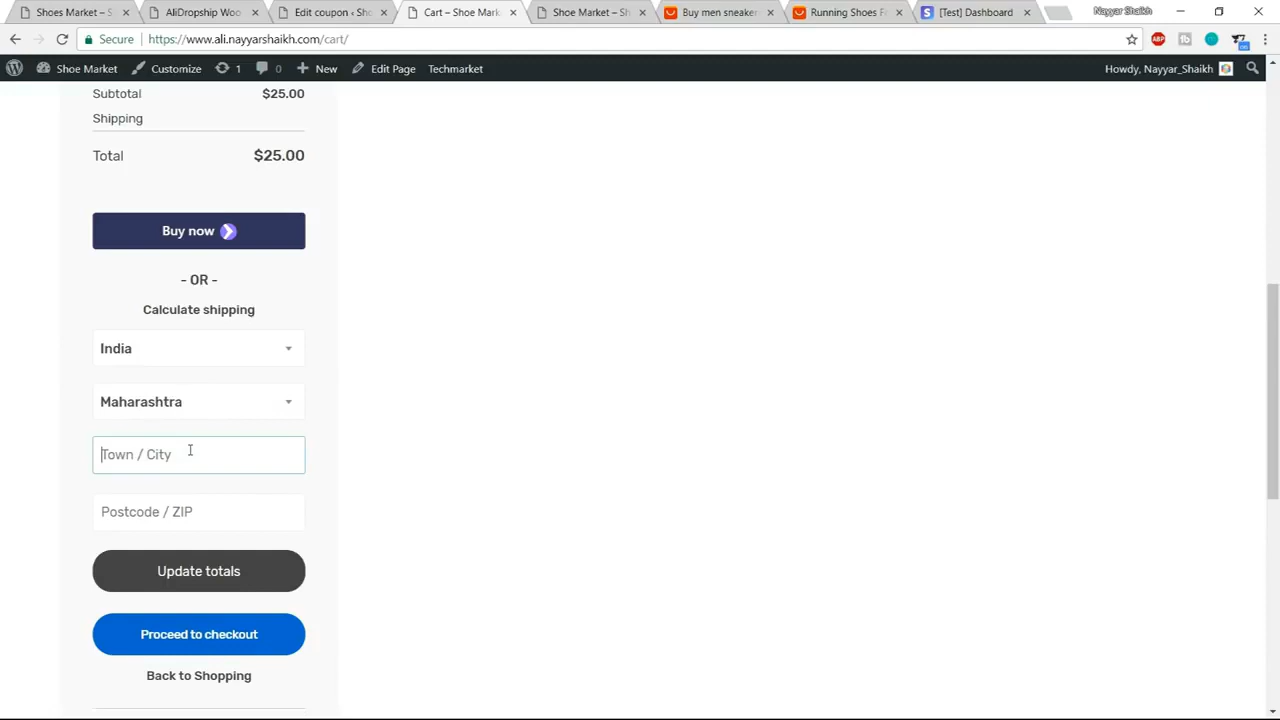 Shoes Market –
AliDropship Woo
Edit coupon ‹ Sho
Cart – Shoe Mark
Shoe Market – Sh
Buy men sneaker
Running Shoes F
[Test] Dashboard
Nayyar Shaikh
Secure
https://www.ali.nayyarshaikh.com/cart/
ABP
Shoe Market
Customize
1
0
New
Edit Page
Techmarket
Howdy, Nayyar_Shaikh
Subtotal $25.00
Shipping
Total $25.00
Buy now
- OR -
Calculate shipping
India
Maharashtra
Town / City
Postcode / ZIP
Update totals
Proceed to checkout
Back to Shopping